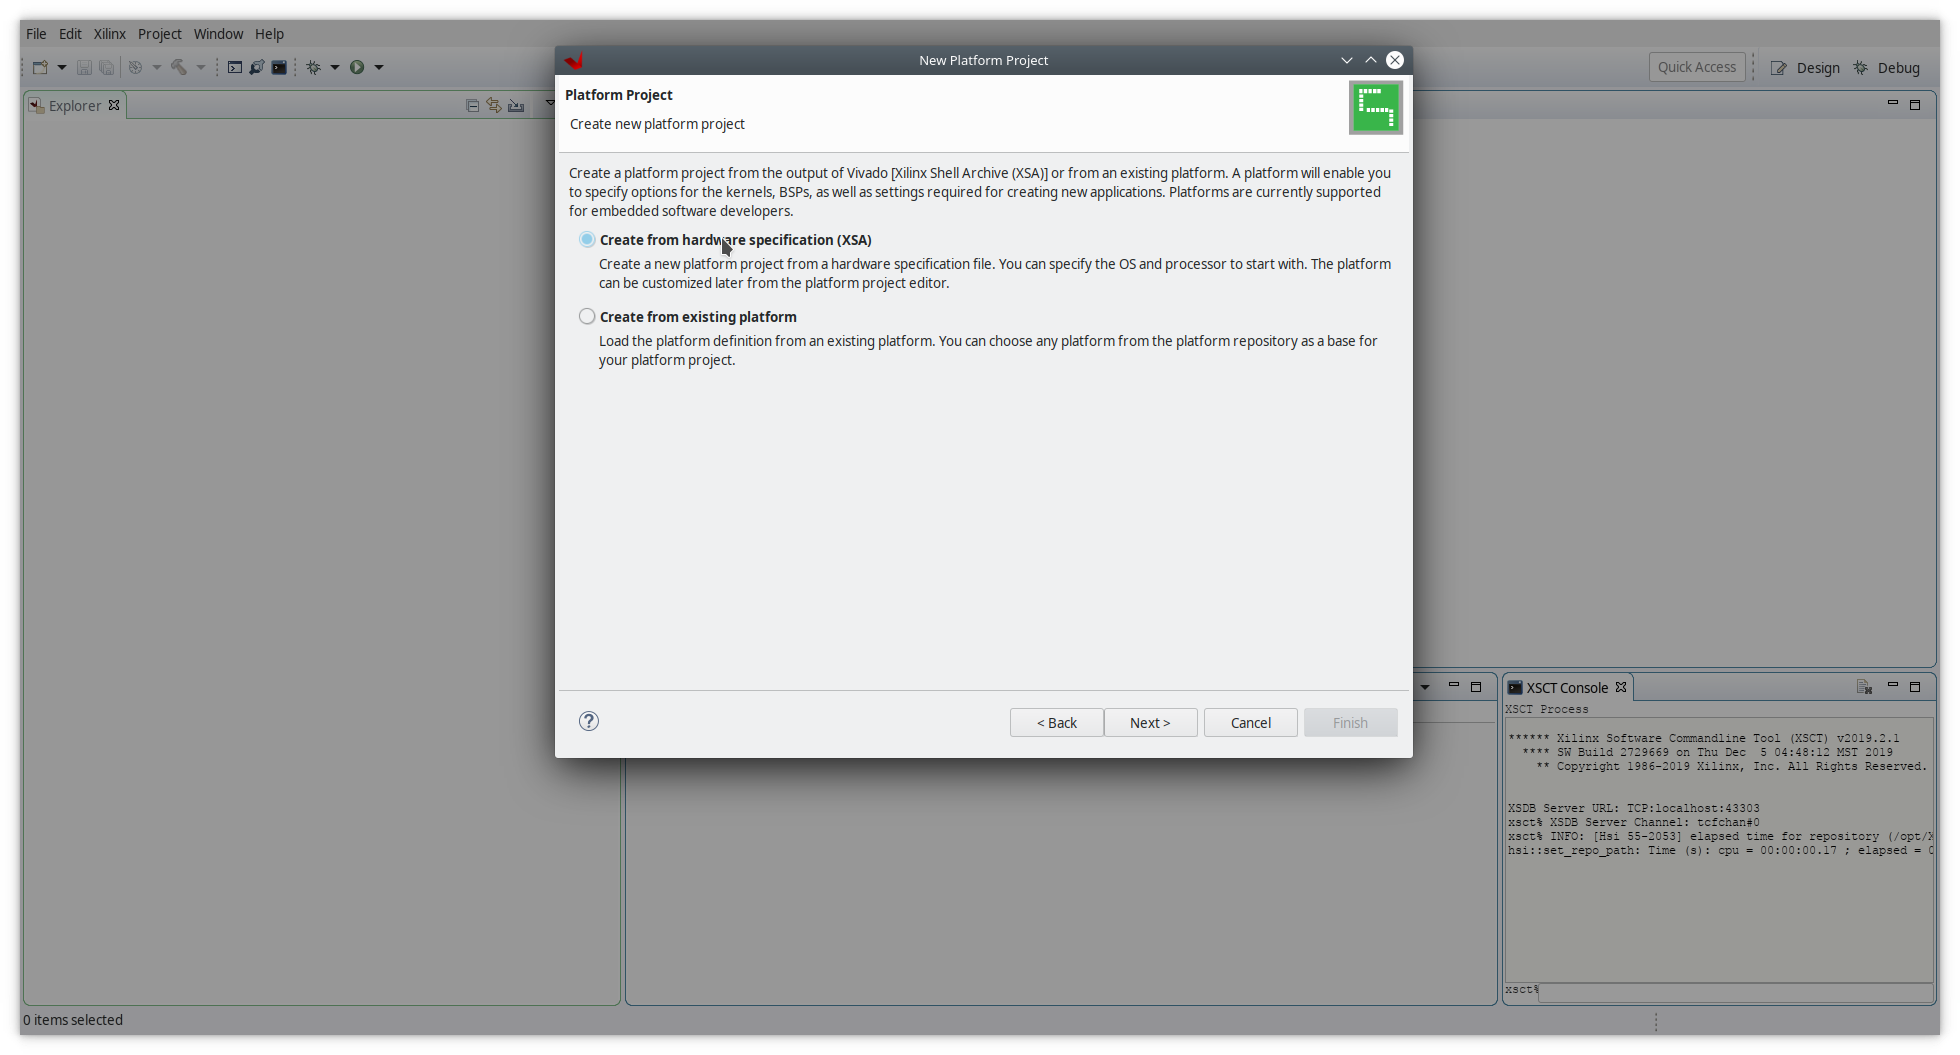 File Edit Xilinx Project Window Help
New Platform Project
Quick Access
Design
Debug
Explorer
Platform Project
Create new platform project
Create a platform project from the output of Vivado [Xilinx Shell Archive (XSA)] or from an existing platform. A platform will enable you
to specify options for the kernels, BSPs, as well as settings required for creating new applications. Platforms are currently supported
for embedded software developers.
Create from hardware specification (XSA)
Create a new platform project from a hardware specification file. You can specify the OS and processor to start with. The platform
can be customized later from the platform project editor.
Create from existing platform
Load the platform definition from an existing platform. You can choose any platform from the platform repository as a base for
your platform project.
?
< Back
Next >
Cancel
Finish
XSCT Console
XSCT Process
****** Xilinx Software Commandline Tool (XSCT) v2019.2.1
**** SW Build 2729669 on Thu Dec  5 04:48:12 MST 2019
** Copyright 1986-2019 Xilinx, Inc. All Rights Reserved.
XSDB Server URL: TCP:localhost:43303
xsct% XSDB Server Channel: tcfchan#0
xsct% INFO: [Hsi 55-2053] elapsed time for repository (/opt/
hsi::set_repo_path: Time (s): cpu = 00:00:00.17 ; elapsed =
xsct%
0 items selected